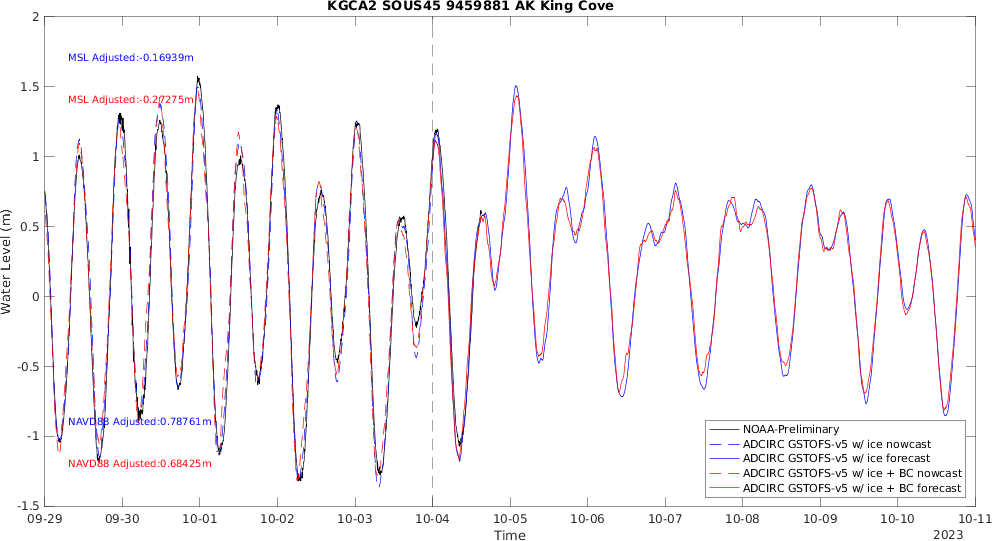 KGCA2 SOUS45 9459881 AK King Cove
2
1.5
1
0.5
0
-0.5
-1
-1.5
Water Level (m)
MSL Adjusted:-0.16939m
MSL Adjusted:-0.27275m
NAVD88 Adjusted:0.78761m
NAVD88 Adjusted:0.68425m
NOAA-Preliminary
ADCIRC GSTOFS-v5 w/ ice nowcast
ADCIRC GSTOFS-v5 w/ ice forecast
ADCIRC GSTOFS-v5 w/ ice + BC nowcast
ADCIRC GSTOFS-v5 w/ ice + BC forecast
09-29 09-30 10-01 10-02 10-03 10-04 10-05 10-06 10-07 10-08 10-09 10-10 10-11
Time
2023